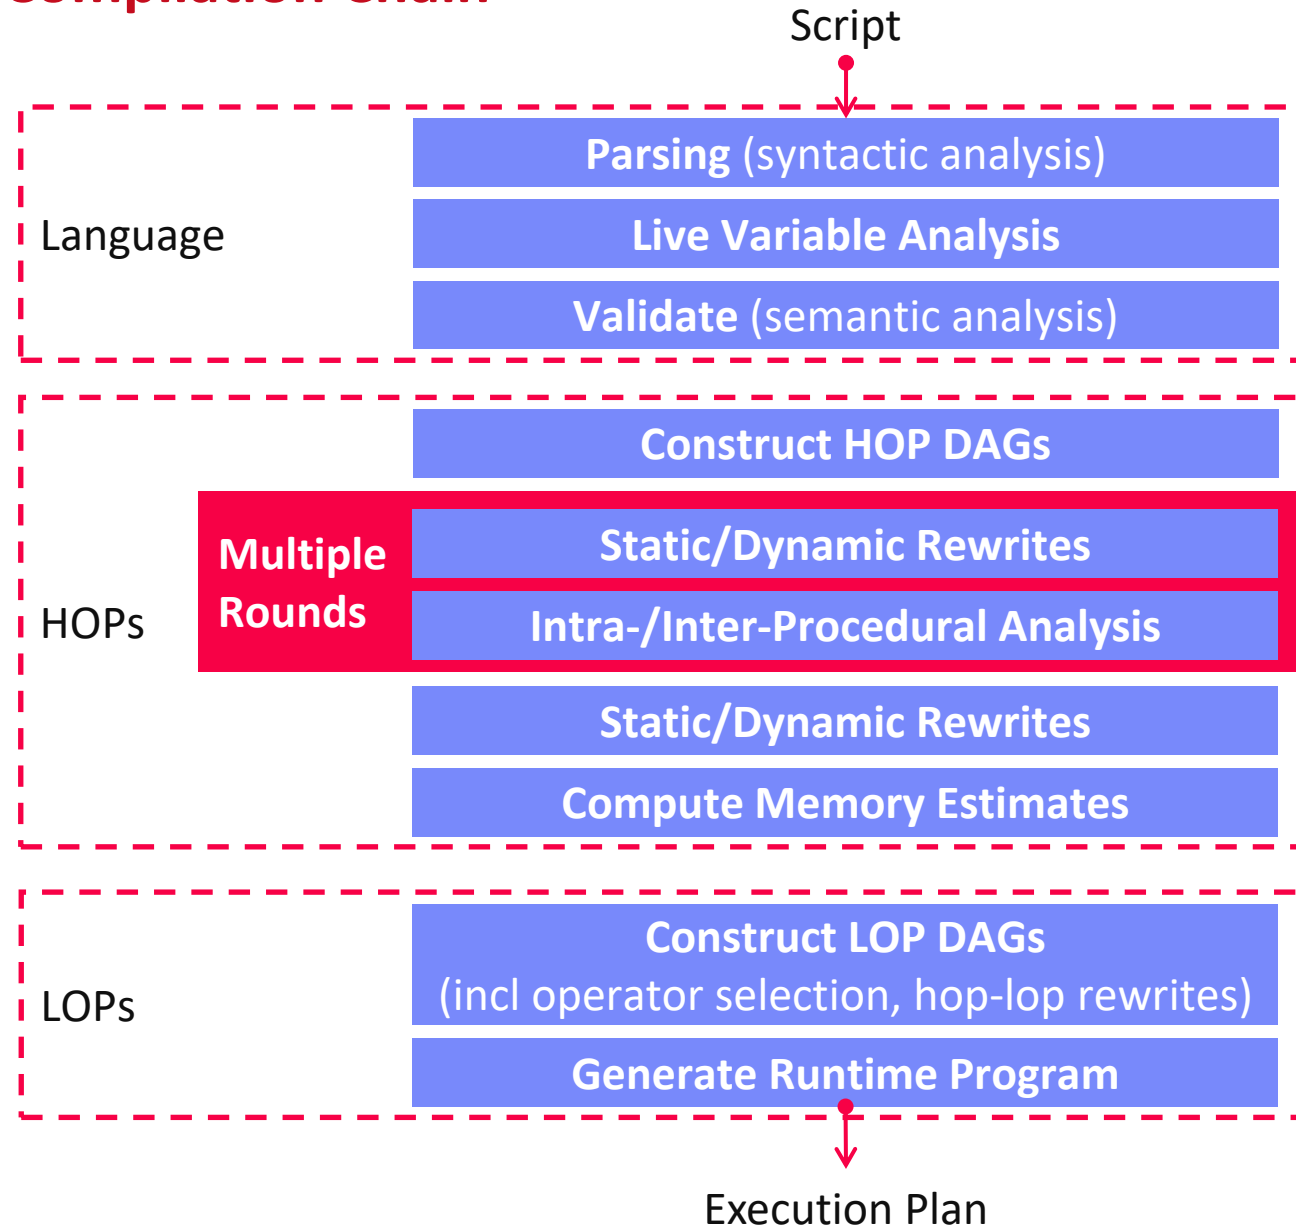 Compilation Chain
Script
Language
Parsing (syntactic analysis)
Live Variable Analysis
Validate (semantic analysis)
HOPs
Construct HOP DAGs
Multiple
Rounds
Static/Dynamic Rewrites
Intra-/Inter-Procedural Analysis
Static/Dynamic Rewrites
Compute Memory Estimates
LOPs
Construct LOP DAGs
(incl operator selection, hop-lop rewrites)
Generate Runtime Program
Execution Plan